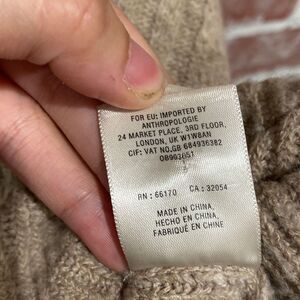 FOR EU: IMPORTED BY
ANTHROPOLOGIE
24 MARKET PLACE, 3RD FLOOR
LONDON, UK W1W8AN
CIF: VAT NO.GB 684936382
RN : 66170 CA : 32054
MADE IN CHINA,
HECHO EN CHINA,
FABRIQUÉ EN CHINE